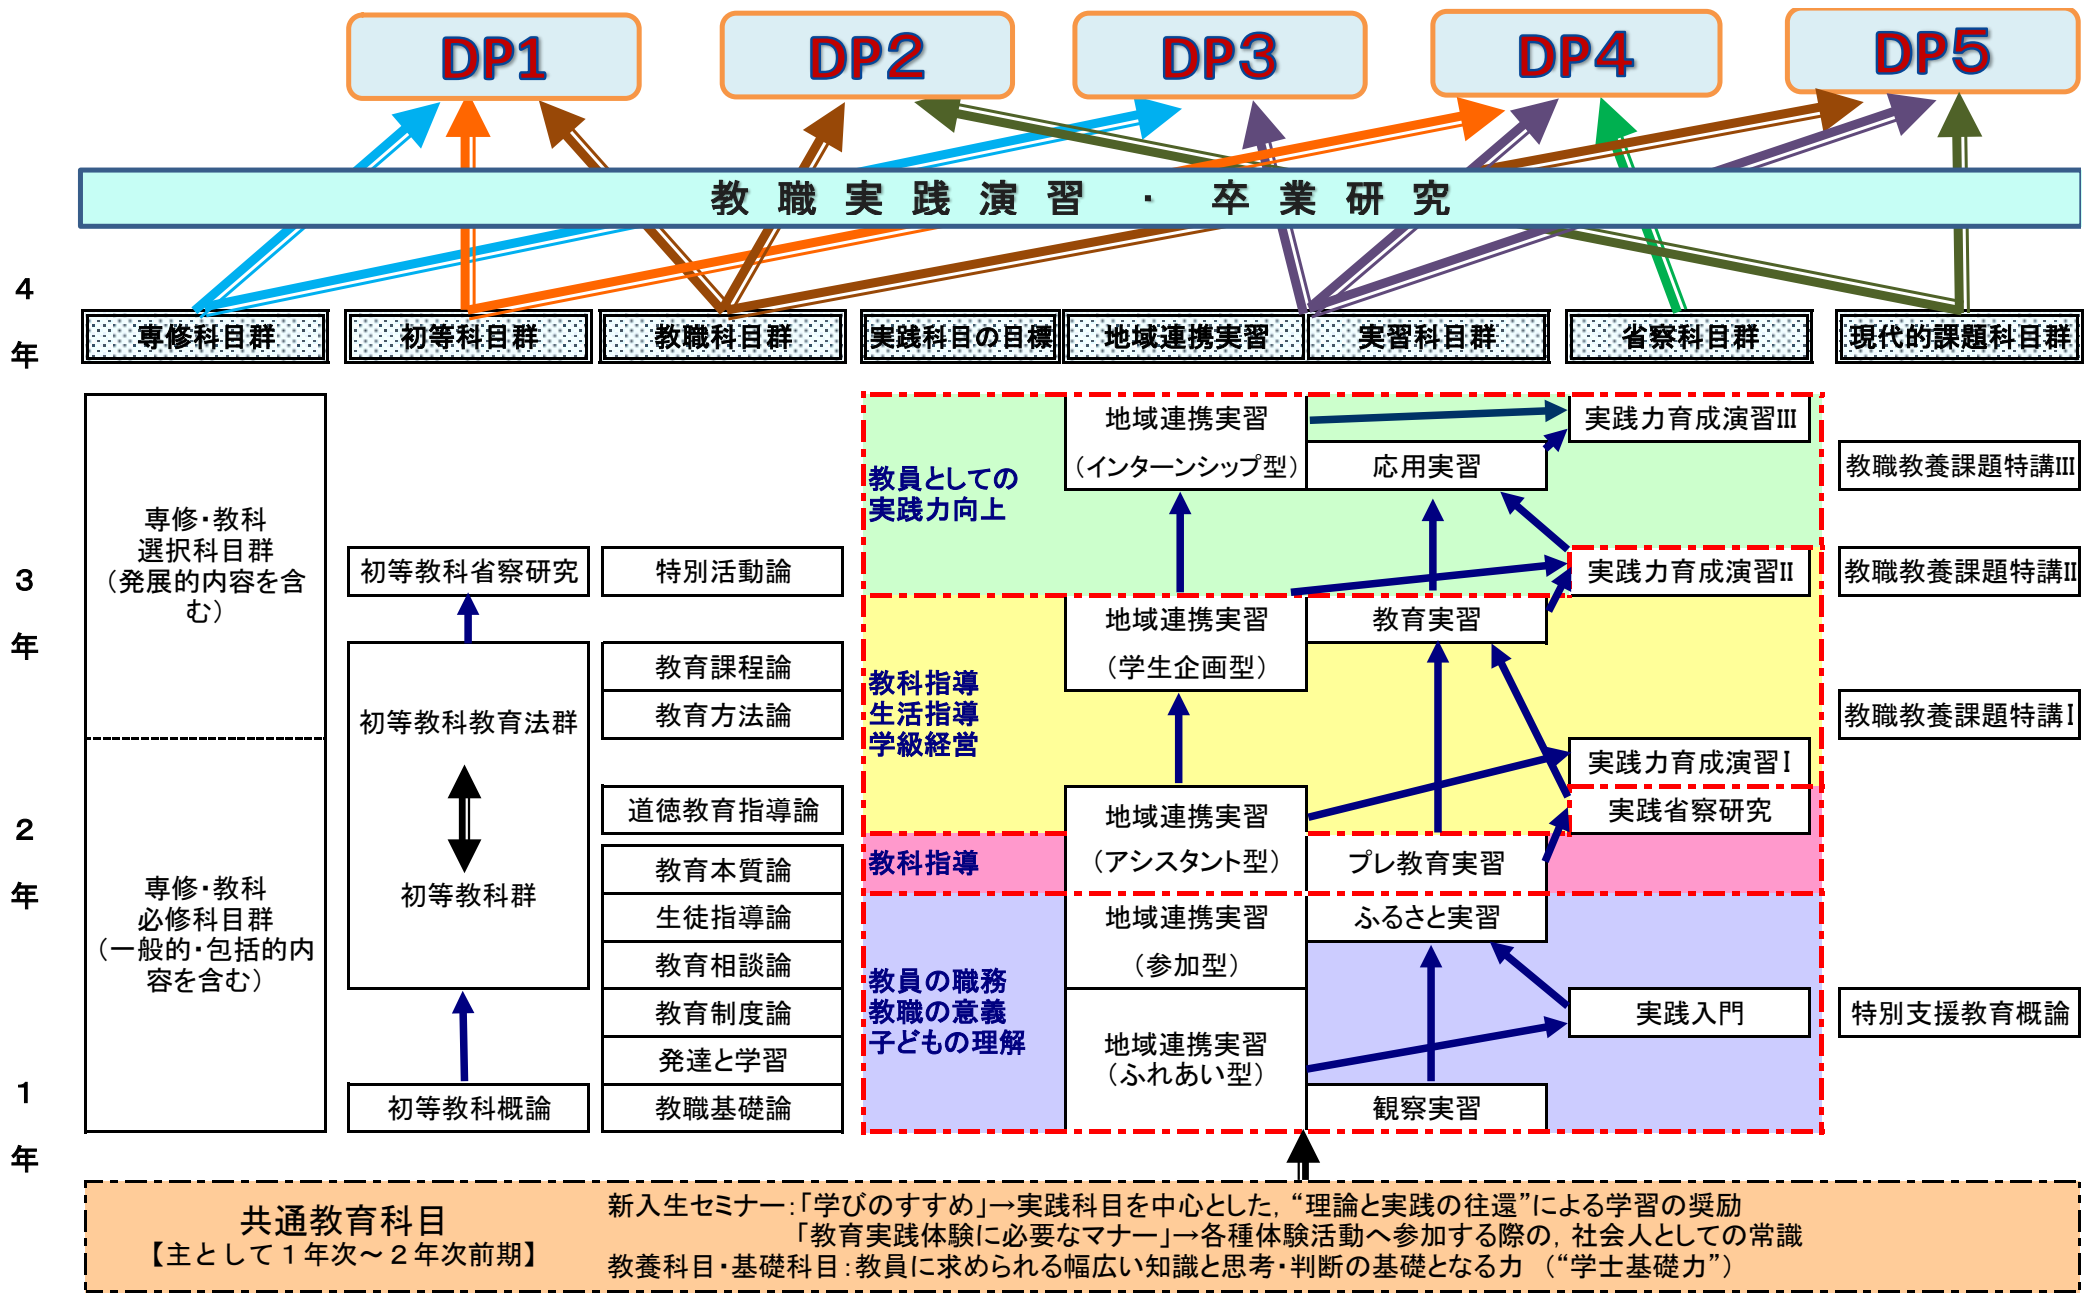 DP1
DP2
DP3
DP4
DP5
教職実践演習・卒業研究
4
年
専修科目群
初等科目群
教職科目群
実践科目の目標
地域連携実習
実習科目群
省察科目群
現代的課題科目群
3
年
2
年
1
年
専修・教科
選択科目群
（発展的内容を含
む）
専修・教科
必修科目群
（一般的・包括的内
容を含む）
初等教科省察研究
初等教科教育法群
初等教科群
初等教科概論
特別活動論
教育課程論
教育方法論
道徳教育指導論
教育本質論
生徒指導論
教育相談論
教育制度論
発達と学習
教職基礎論
教員としての
実践力向上
教科指導
生活指導
学級経営
教科指導
教員の職務
教職の意義
子どもの理解
地域連携実習
（インターンシップ型）
地域連携実習
（学生企画型）
地域連携実習
（アシスタント型）
地域連携実習
（参加型）
地域連携実習
（ふれあい型）
応用実習
教育実習
プレ教育実習
ふるさと実習
観察実習
実践力育成演習Ⅲ
実践力育成演習Ⅱ
実践力育成演習Ⅰ
実践省察研究
実践入門
教職教養課題特講Ⅲ
教職教養課題特講Ⅱ
教職教養課題特講Ⅰ
特別支援教育概論
共通教育科目
【主として１年次～２年次前期】
新入生セミナー：「学びのすすめ」→実践科目を中心とした，“理論と実践の往還”による学習の奨励
「教育実践体験に必要なマナー」→各種体験活動へ参加する際の，社会人としての常識
教養科目・基礎科目：教員に求められる幅広い知識と思考・判断の基礎となる力 （“学士基礎力”）